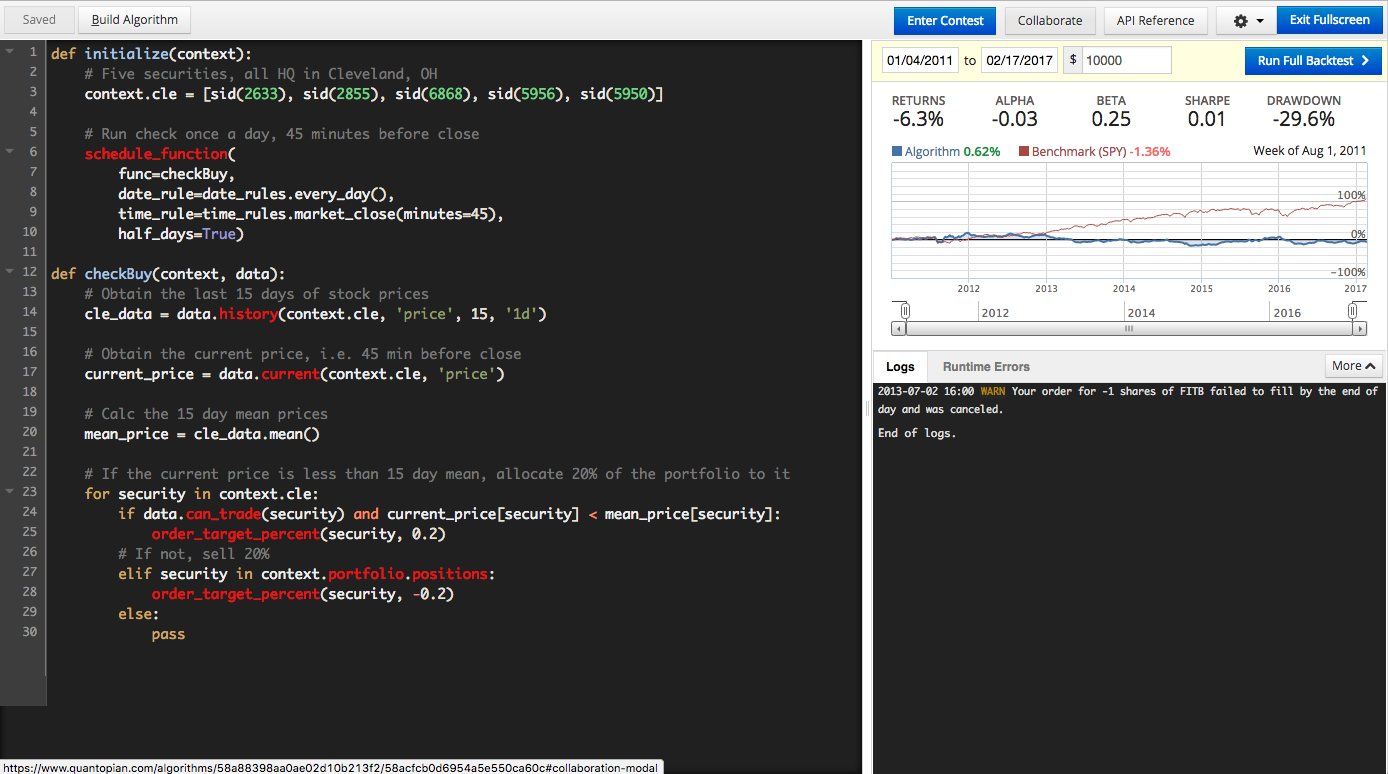 Saved
Build Algorithm
Enter Contest
Collaborate
API Reference
Exit Fullscreen
1 def initialize(context):
2     # Five securities, all HQ in Cleveland, OH
3     context.cle = [sid(2633), sid(2855), sid(6868), sid(5956), sid(5950)]
4
5     # Run check once a day, 45 minutes before close
6     schedule_function(
7         func=checkBuy,
8         date_rule=date_rules.every_day(),
9         time_rule=time_rules.market_close(minutes=45),
10         half_days=True)
11
12 def checkBuy(context, data):
13     # Obtain the last 15 days of stock prices
14     cle_data = data.history(context.cle, 'price', 15, '1d')
15
16     # Obtain the current price, i.e. 45 min before close
17     current_price = data.current(context.cle, 'price')
18
19     # Calc the 15 day mean prices
20     mean_price = cle_data.mean()
21
22     # If the current price is less than 15 day mean, allocate 20% of the portfolio to it
23     for security in context.cle:
24         if data.can_trade(security) and current_price[security] < mean_price[security]:
25             order_target_percent(security, 0.2)
26         # If not, sell 20%
27         elif security in context.portfolio.positions:
28             order_target_percent(security, -0.2)
29         else:
30             pass
https://www.quantopian.com/algorithms/58a88398aa0ae02d10b213f2/58acfcb0d6954a5e550ca60c#collaboration-modal
01/04/2011 to 02/17/2017 $ 10000
Run Full Backtest
RETURNS ALPHA BETA SHARPE DRAWDOWN
-6.3% -0.03 0.25 0.01 -29.6%
Algorithm 0.62% Benchmark (SPY) -1.36% Week of Aug 1, 2011
100%
0%
-100%
2012 2013 2014 2015 2016 2017
2012 2014 2016
Logs Runtime Errors More
2013-07-02 16:00 WARN Your order for -1 shares of FITB failed to fill by the end of
day and was canceled.
End of logs.